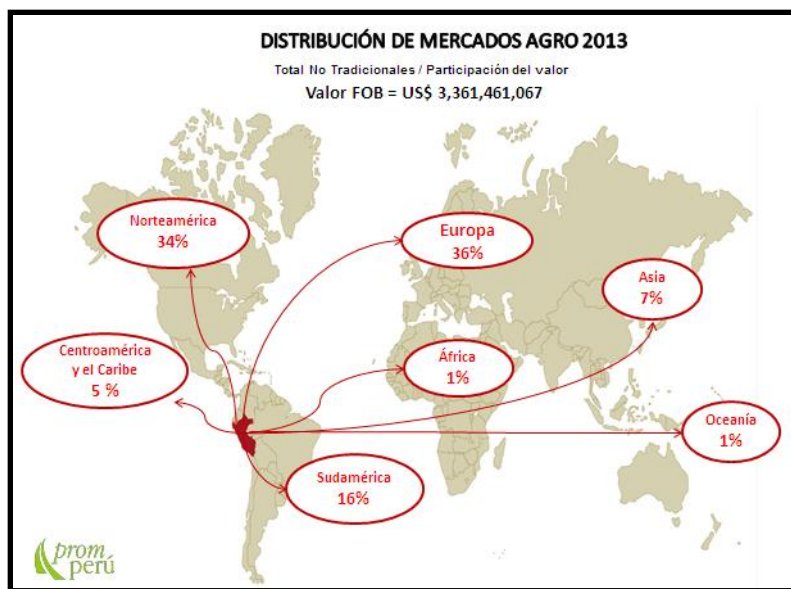 DISTRIBUCIÓN DE MERCADOS AGRO 2013
Total No Tradicionales / Participación del valor
Valor FOB = US$ 3,361,461,067
Norteamérica
34%
Europa
36%
Asia
7%
Centroamérica
y el Caribe
5 %
África
1%
Oceanía
1%
Sudamérica
16%
prom
perú